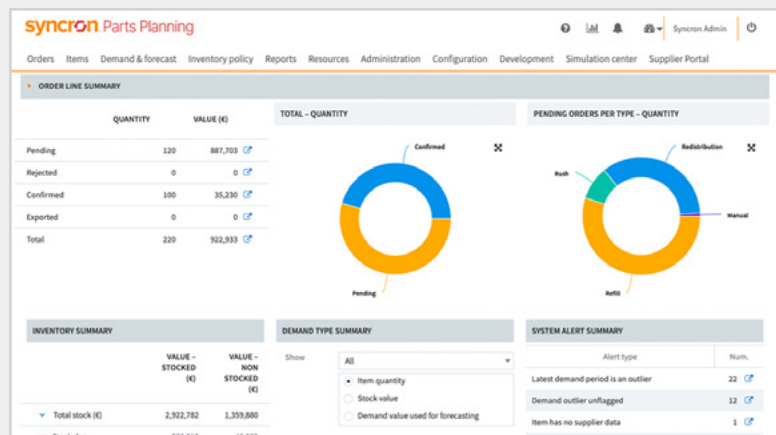 syncron Parts Planning
Syncron Admin
Orders Items Demand & forecast Inventory policy Reports Resources Administration Configuration Development Simulation center Supplier Portal
ORDER LINE SUMMARY
QUANTITY VALUE (€)
Pending 120 887,703
Rejected 0 0
Confirmed 100 35,230
Exported 0 0
Total 220 922,933
TOTAL – QUANTITY
Confirmed
Pending
PENDING ORDERS PER TYPE – QUANTITY
Redistribution
Rush
Manual
Refill
INVENTORY SUMMARY
VALUE – STOCKED (€) VALUE – NON STOCKED (€)
Total stock (€) 2,922,782 1,359,880
DEMAND TYPE SUMMARY
Show All
Item quantity
Stock value
Demand value used for forecasting
SYSTEM ALERT SUMMARY
Alert type Num.
Latest demand period is an outlier 22
Demand outlier unflagged 12
Item has no supplier data 1